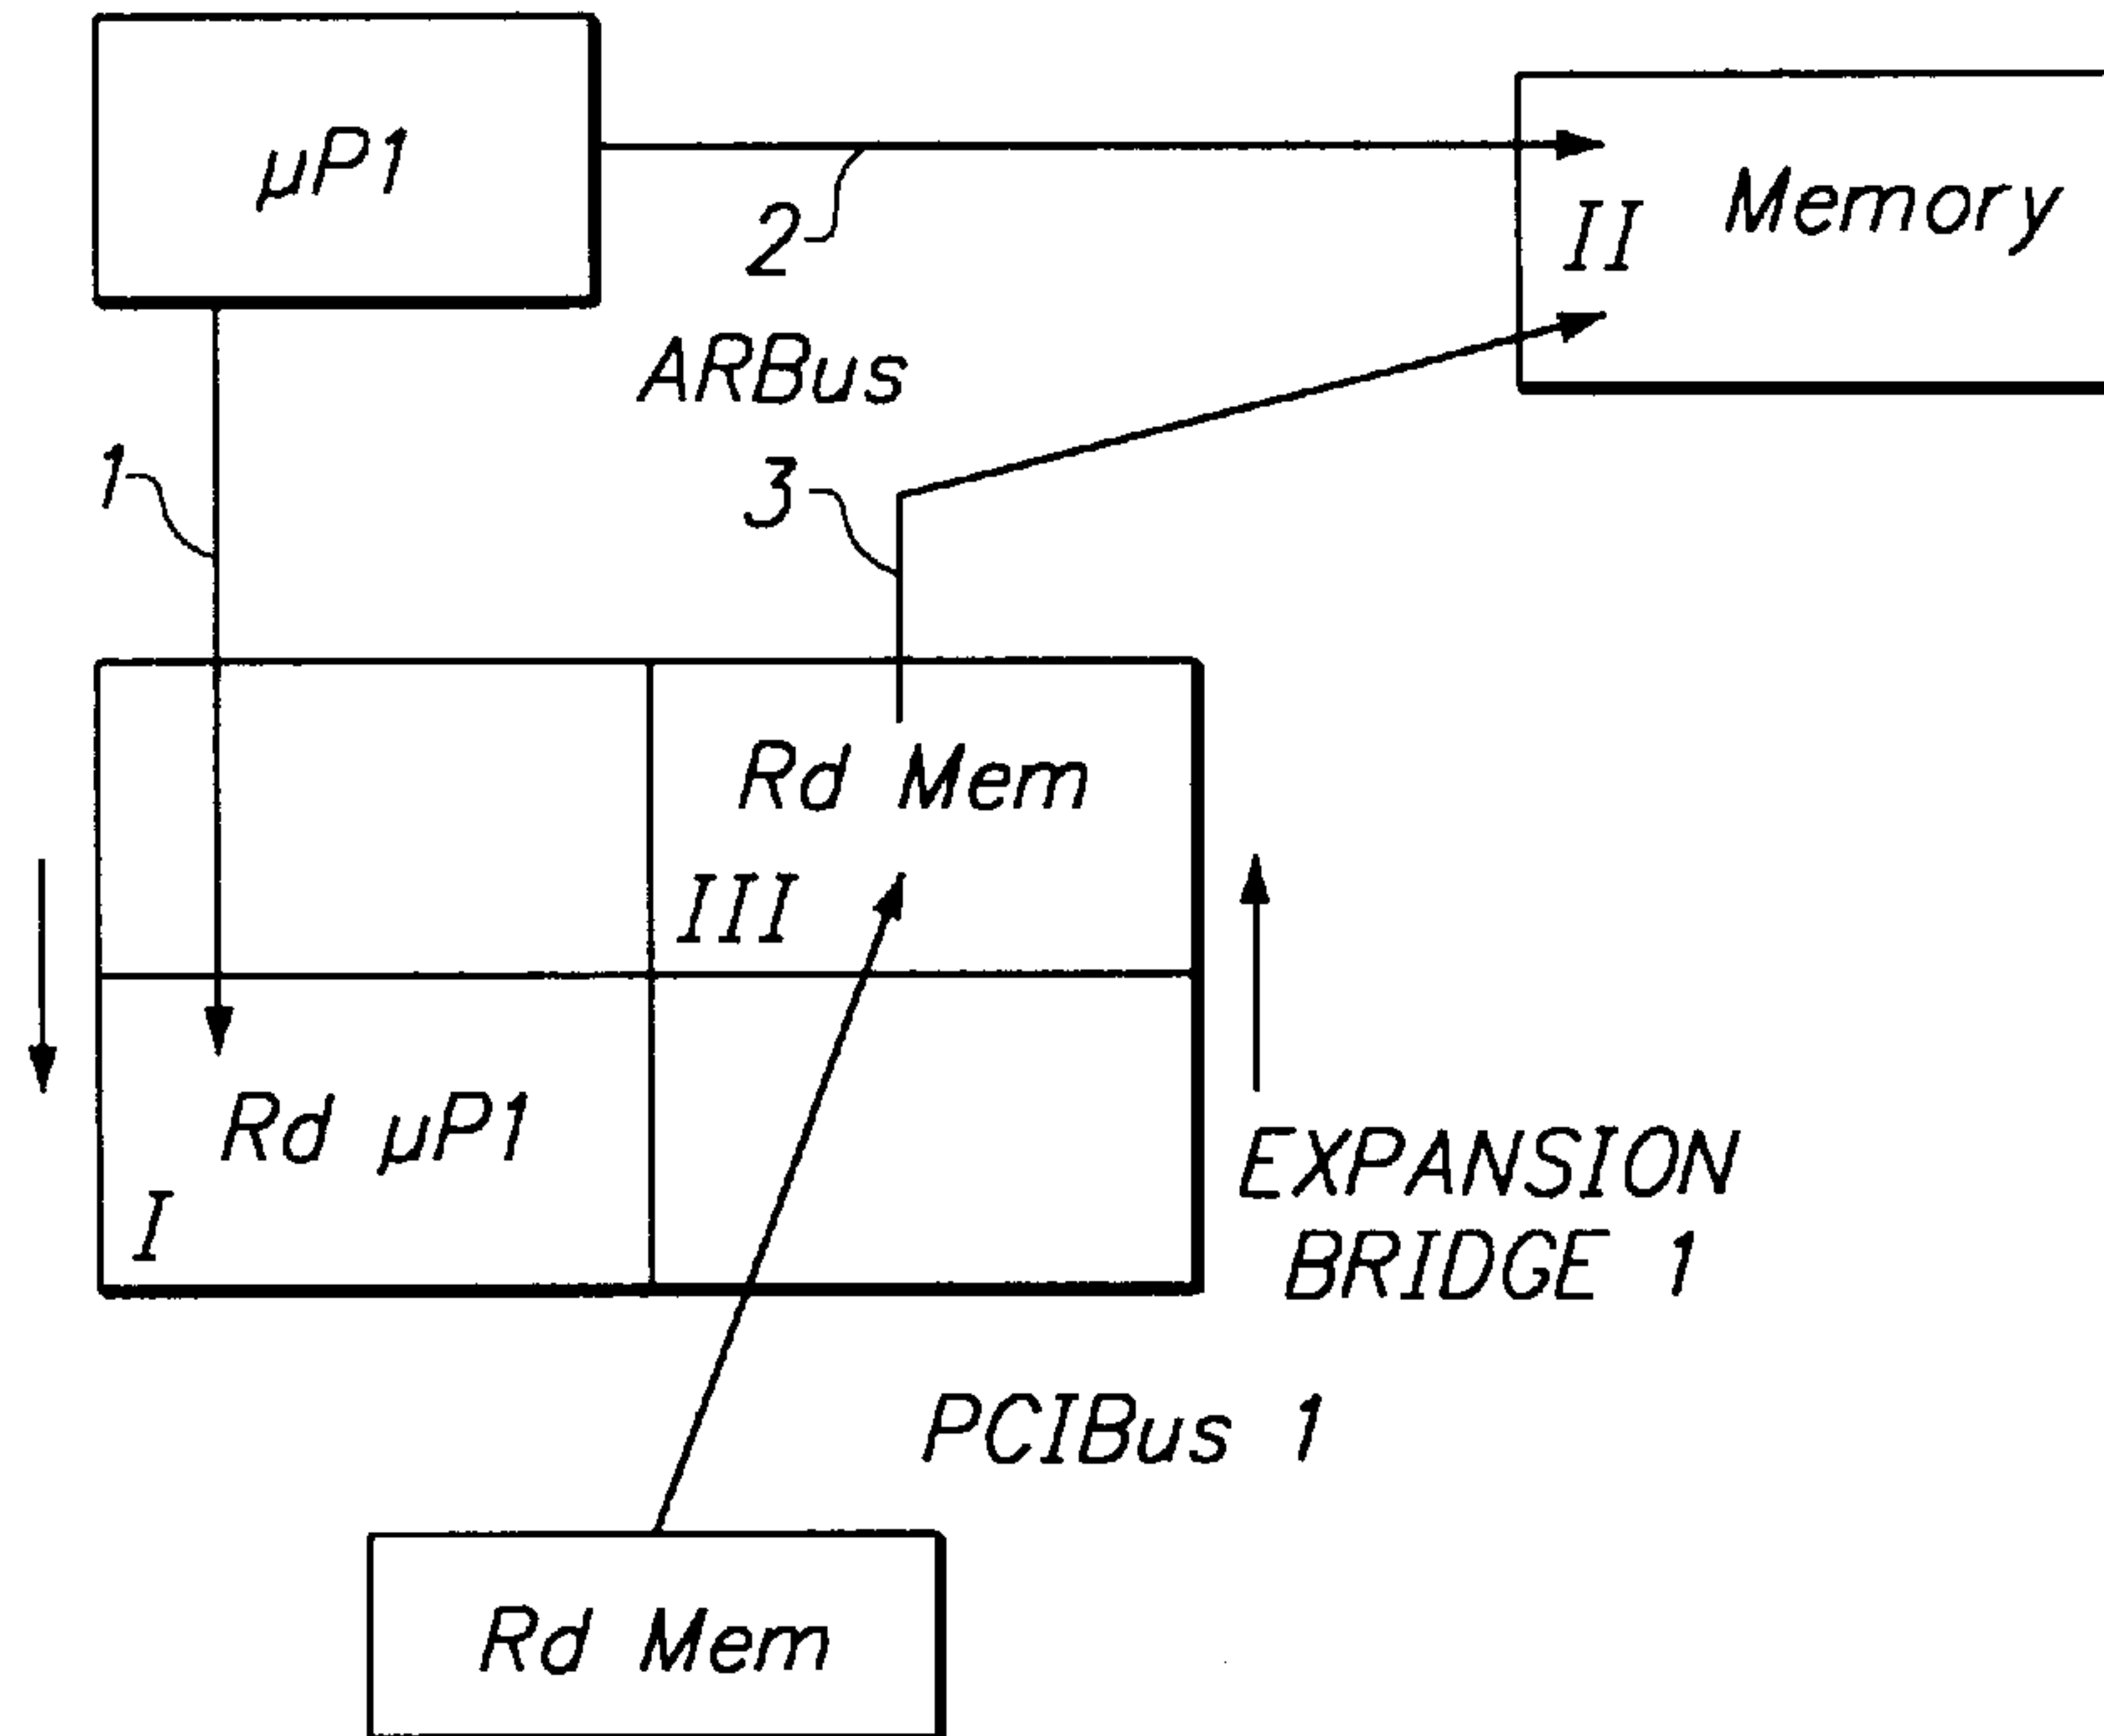 μP1
2
II
Memory
ARBus
1
3
Rd Mem
III
Rd μP1
I
EXPANSION
BRIDGE 1
PCIBus 1
Rd Mem